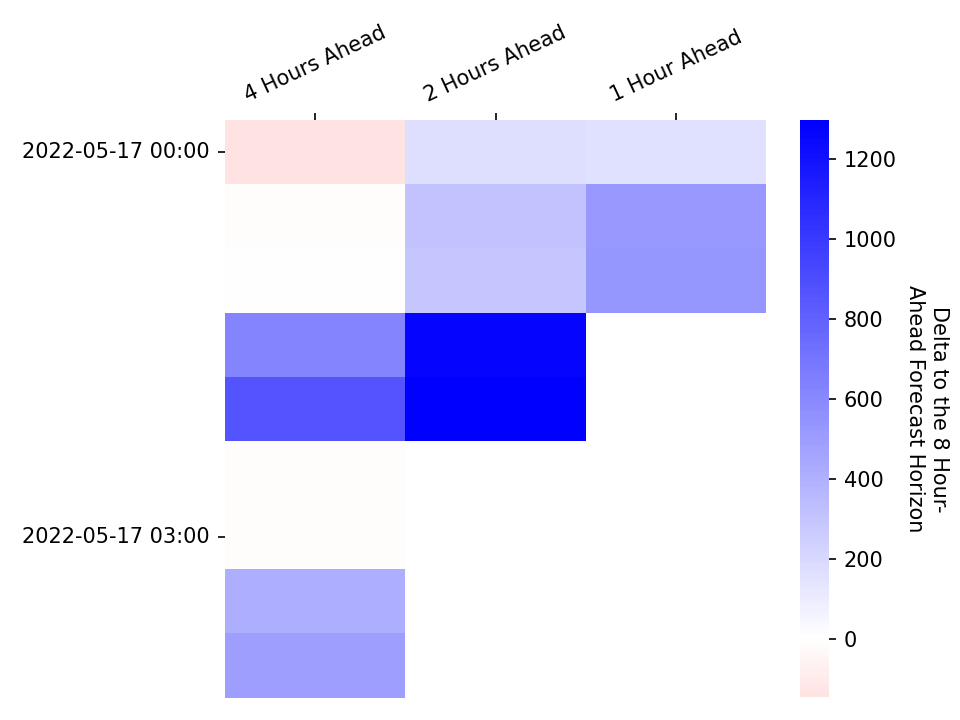 4 Hours Ahead
2 Hours Ahead
1 Hour Ahead
2022-05-17 00:00
2022-05-17 03:00
1200
1000
800
600
400
200
0
Delta to the 8 Hour-
Ahead Forecast Horizon